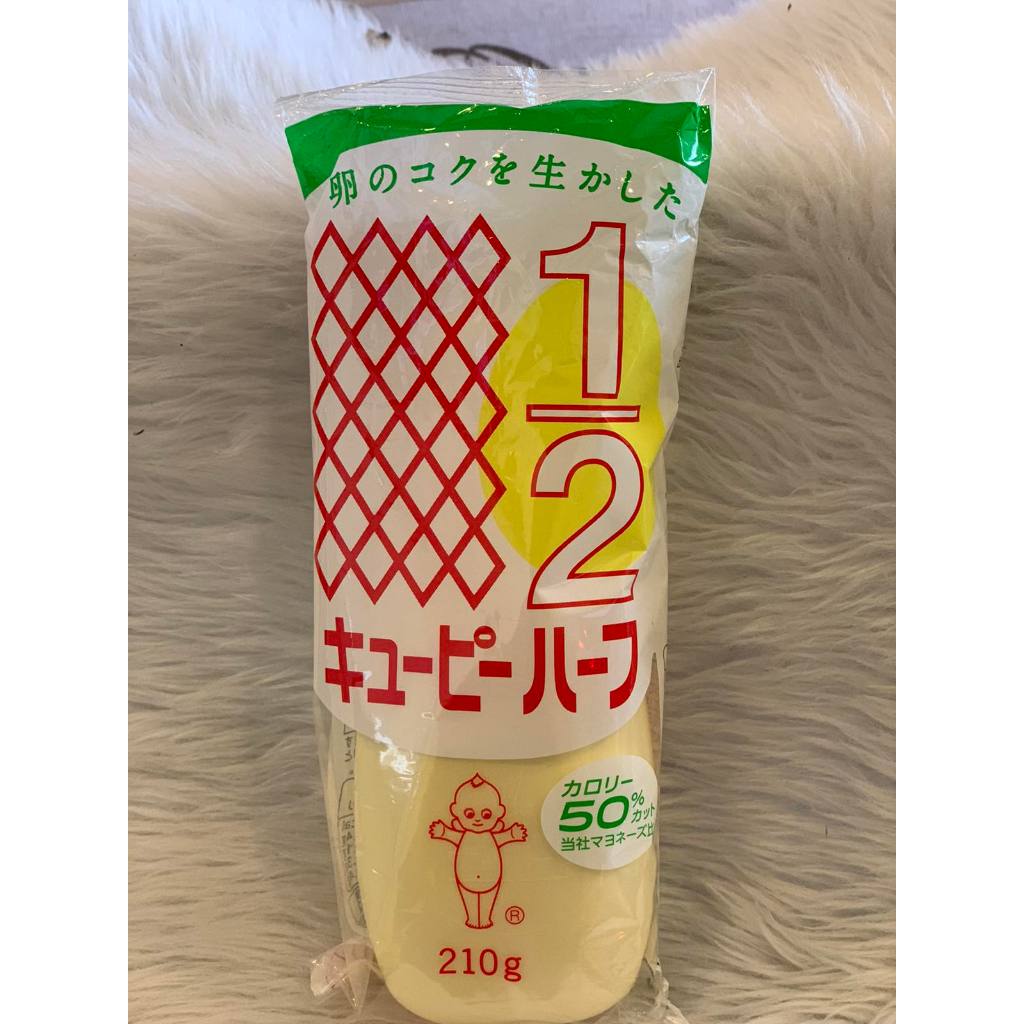 卵のコクを生かした
1
2
キユーピー ハーフ
カロリー
50%カット
当社マヨネーズ比
®
210g